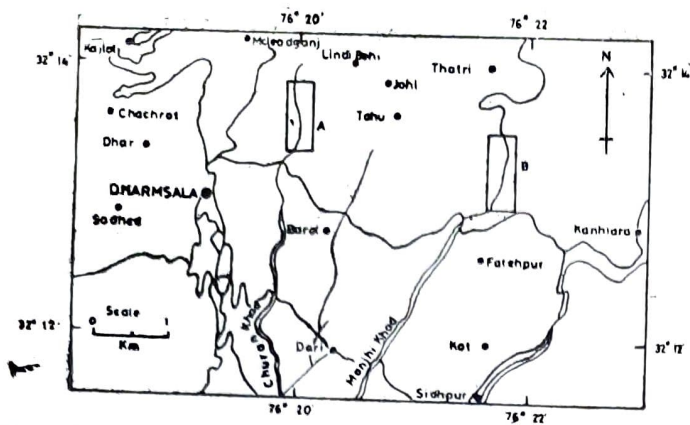 76° 20'
76° 22
32° 14'
32° 14
Kajlot
Mcleodganj
Lindi Behi
Thatri
N
Johl
Chachrot
A
Tahu
Dhar
B
DHARMSALA
Sadhed
Barol
Kanhiara
Fatehpur
Scale
0 1
Km
32° 12'
32° 12
Churan Khad
Manjhi Khad
Dari
Kot
Sidhpur
76° 20
76° 22